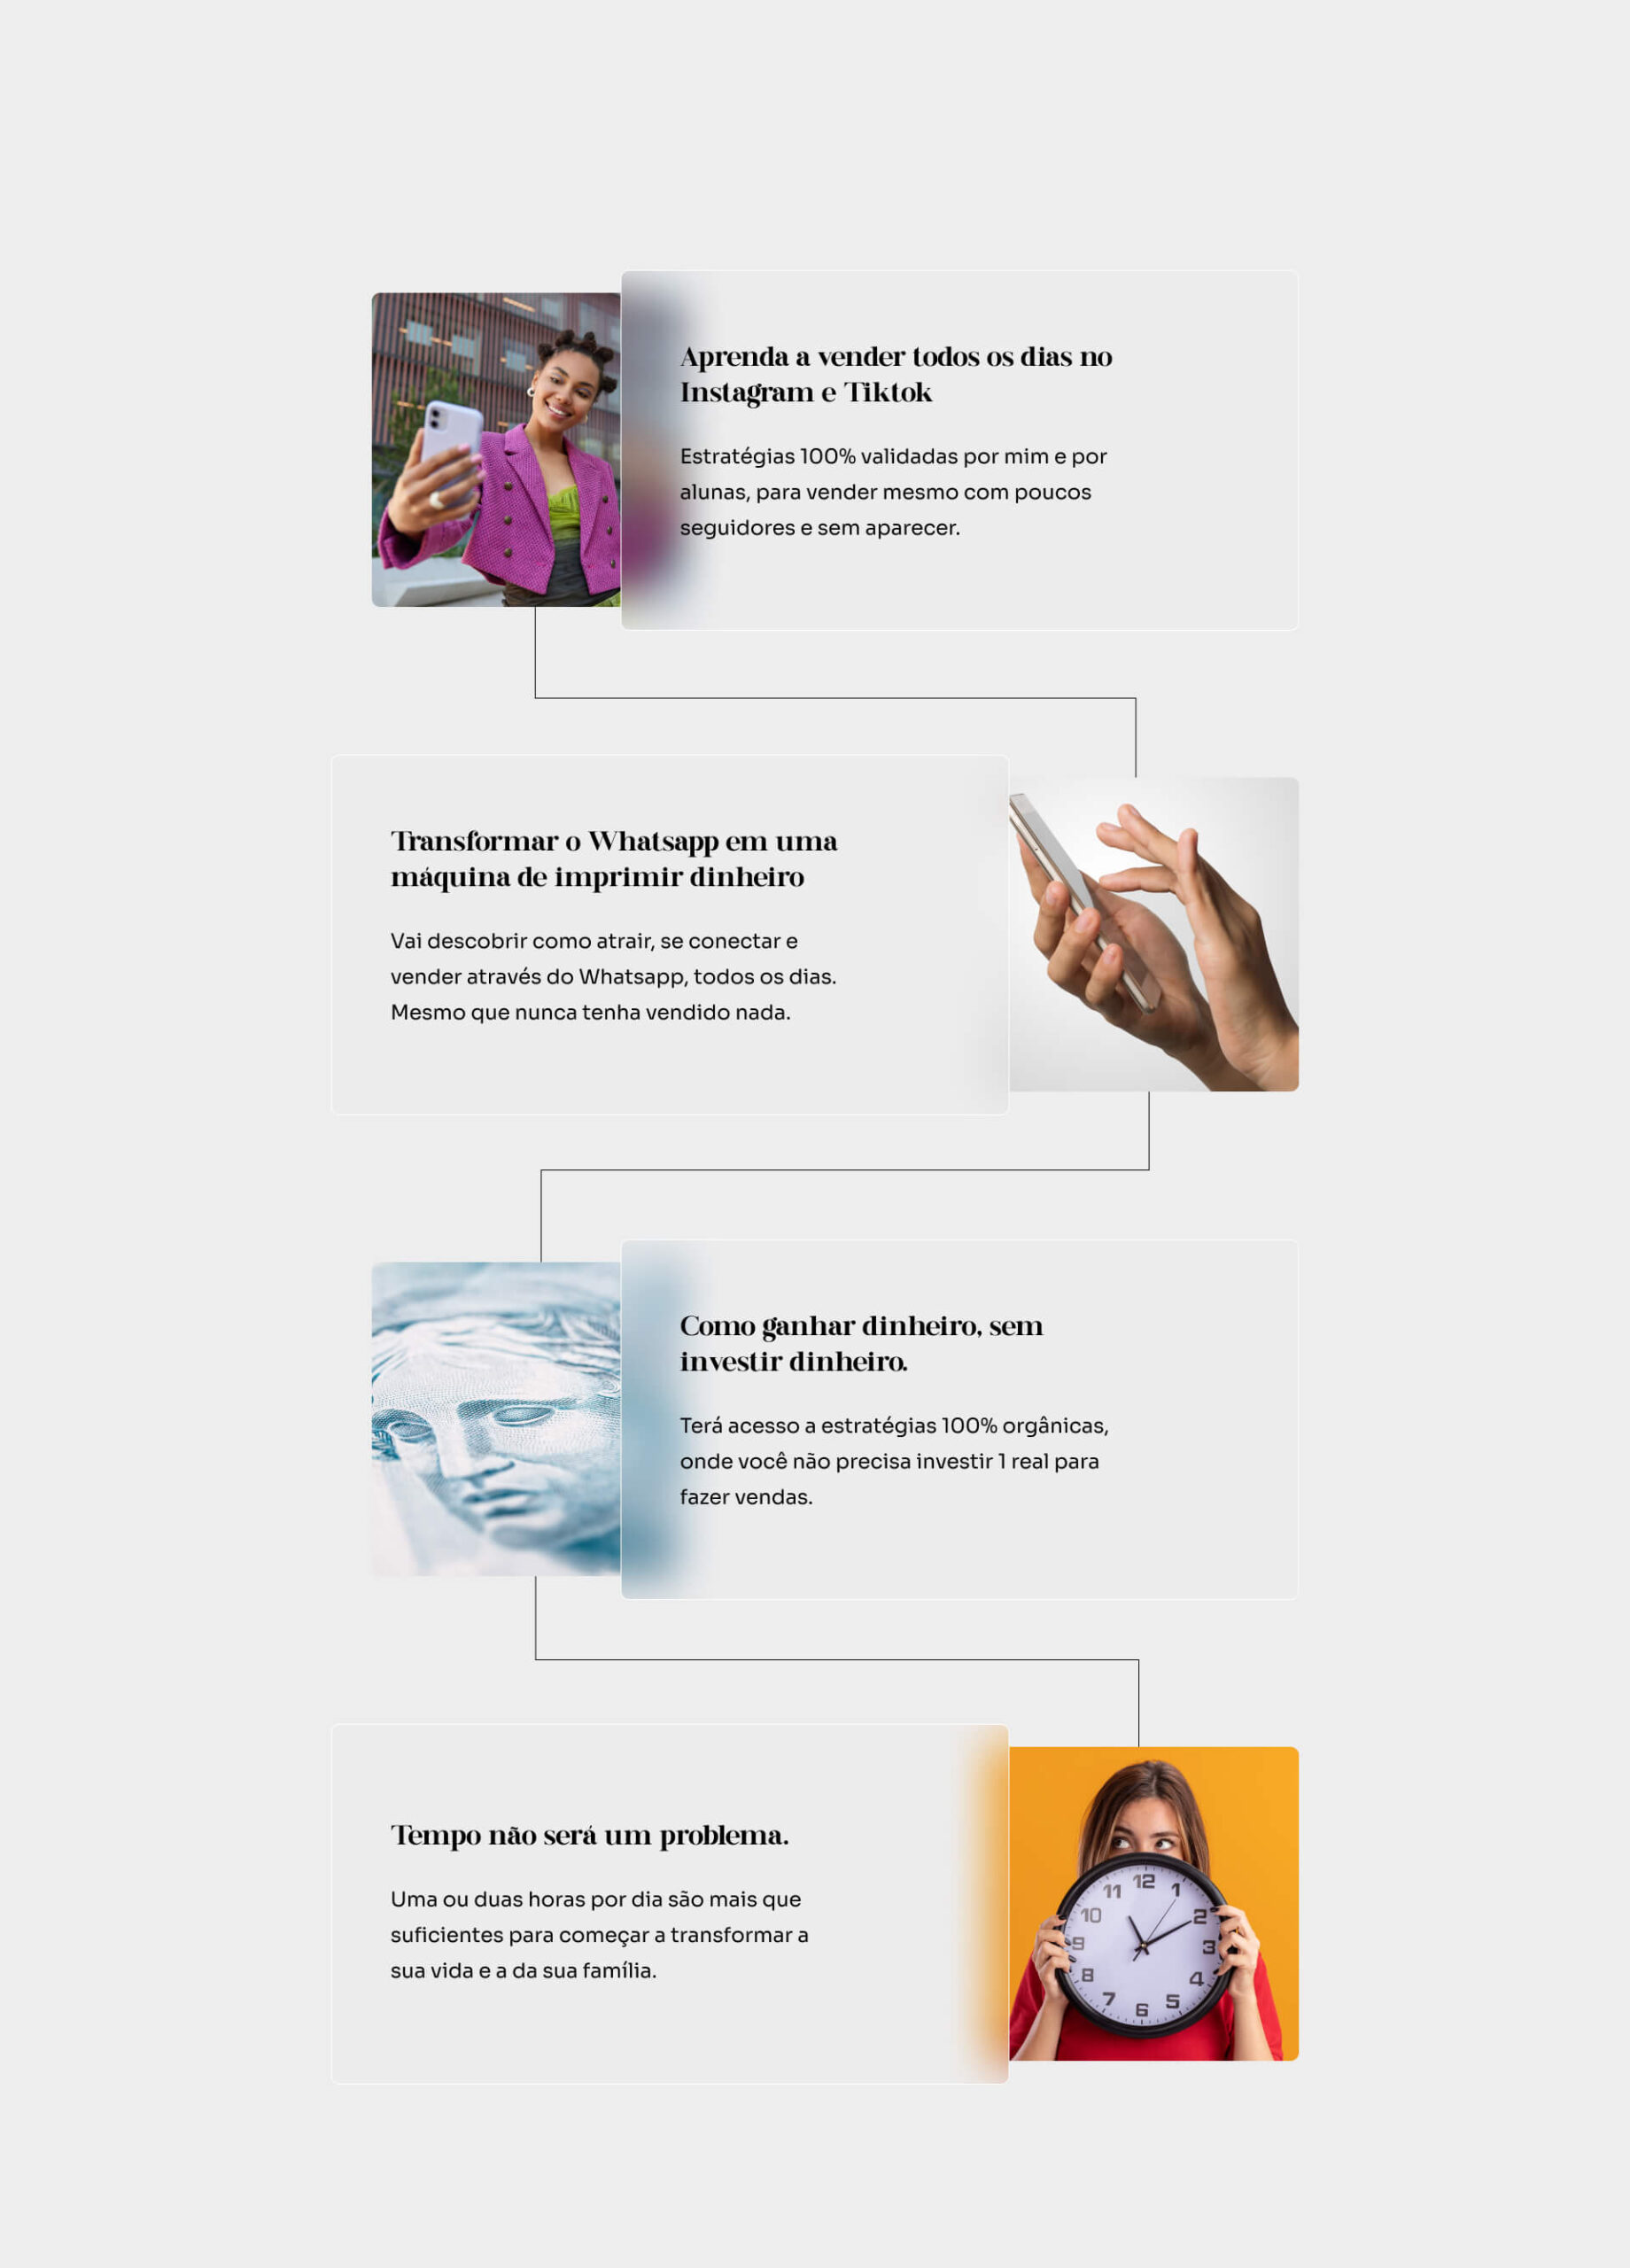 Aprenda a vender todos os dias no
Instagram e Tiktok
Estratégias 100% validadas por mim e por
alunas, para vender mesmo com poucos
seguidores e sem aparecer.
Transformar o Whatsapp em uma
máquina de imprimir dinheiro
Vai descobrir como atrair, se conectar e
vender através do Whatsapp, todos os dias.
Mesmo que nunca tenha vendido nada.
Como ganhar dinheiro, sem
investir dinheiro.
Terá acesso a estratégias 100% orgânicas,
onde você não precisa investir 1 real para
fazer vendas.
Tempo não será um problema.
Uma ou duas horas por dia são mais que
suficientes para começar a transformar a
sua vida e a da sua família.
12
1
2
3
4
5
6
7
8
9
10
11